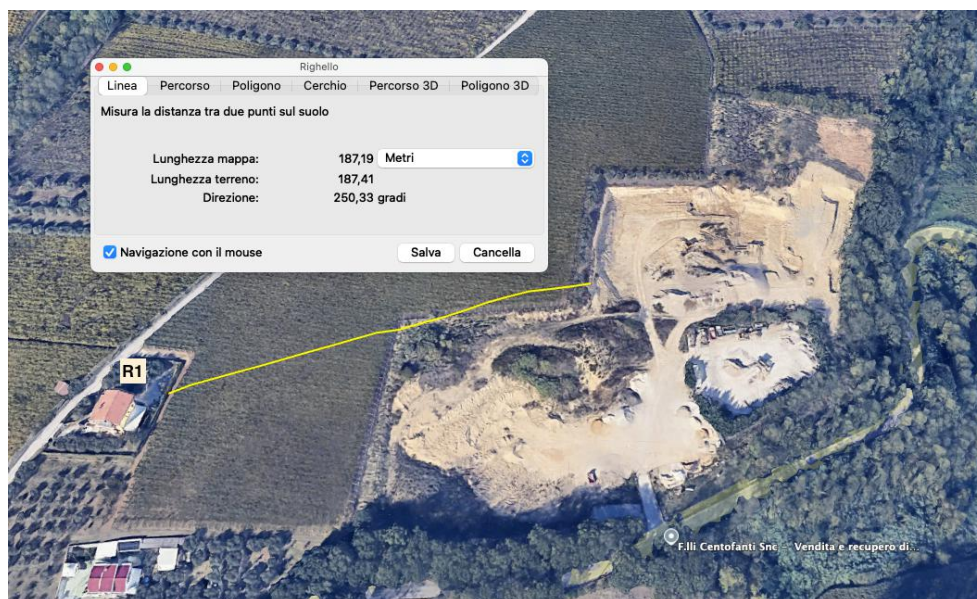 Righello
Linea Percorso Poligono Cerchio Percorso 3D Poligono 3D
Misura la distanza tra due punti sul suolo
Lunghezza mappa: 187,19 Metri
Lunghezza terreno: 187,41
Direzione: 250,33 gradi
Navigazione con il mouse Salva Cancella
R1
F.lli Centofanti Snc - Vendita e recupero di...